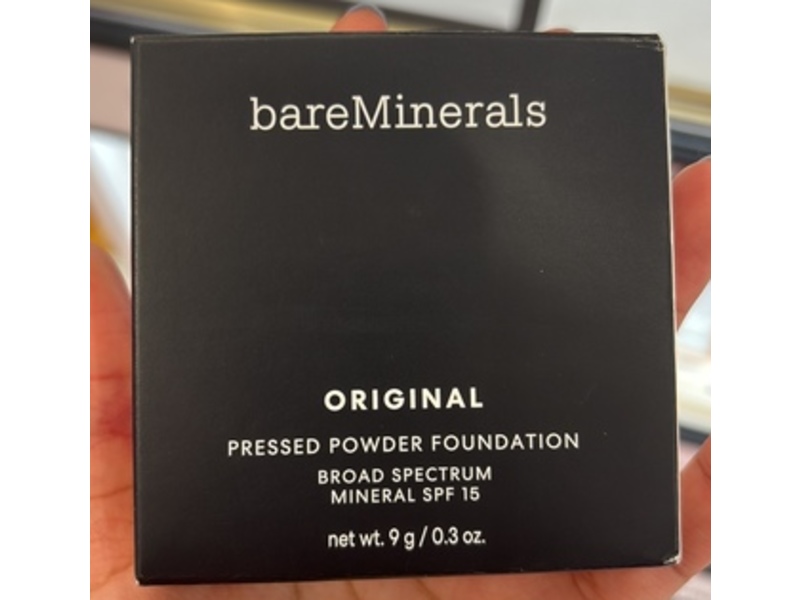 bareMinerals
ORIGINAL
PRESSED POWDER FOUNDATION
BROAD SPECTRUM
MINERAL SPF 15
net wt. 9 g / 0.3 oz.